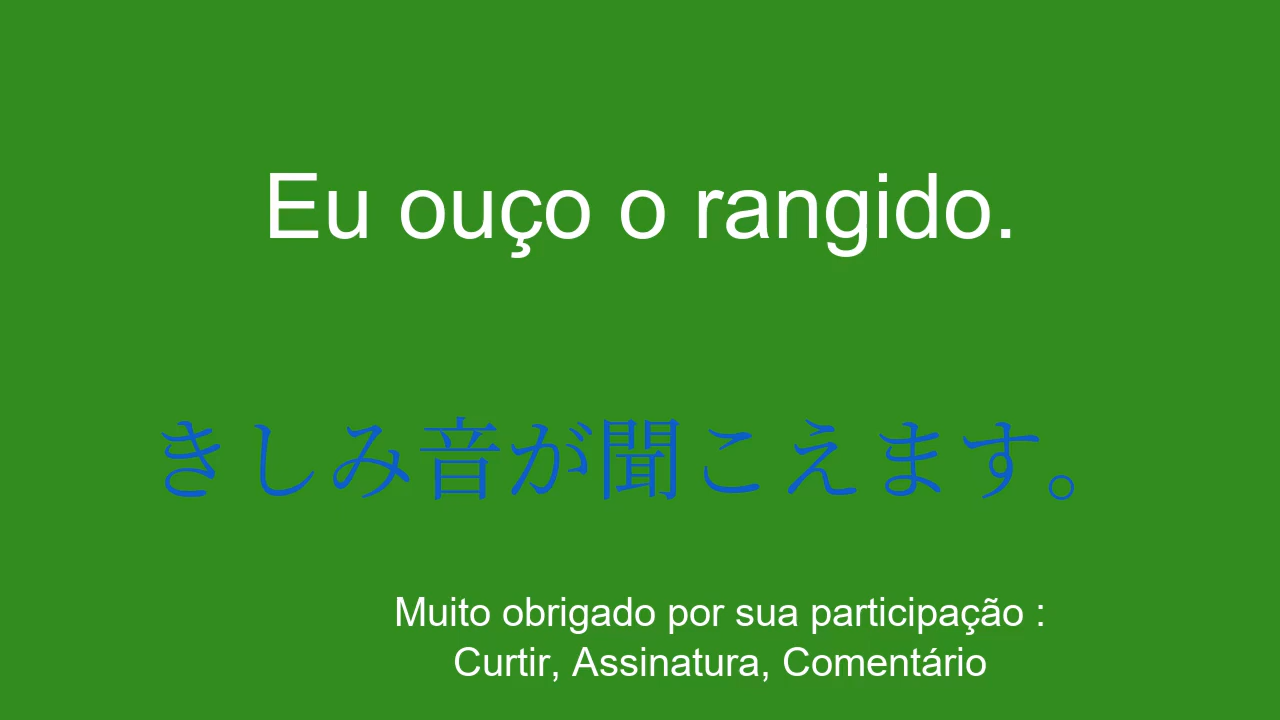 Eu ouço o rangido.
きしみ音が聞こえます。
Muito obrigado por sua participação :
Curtir, Assinatura, Comentário